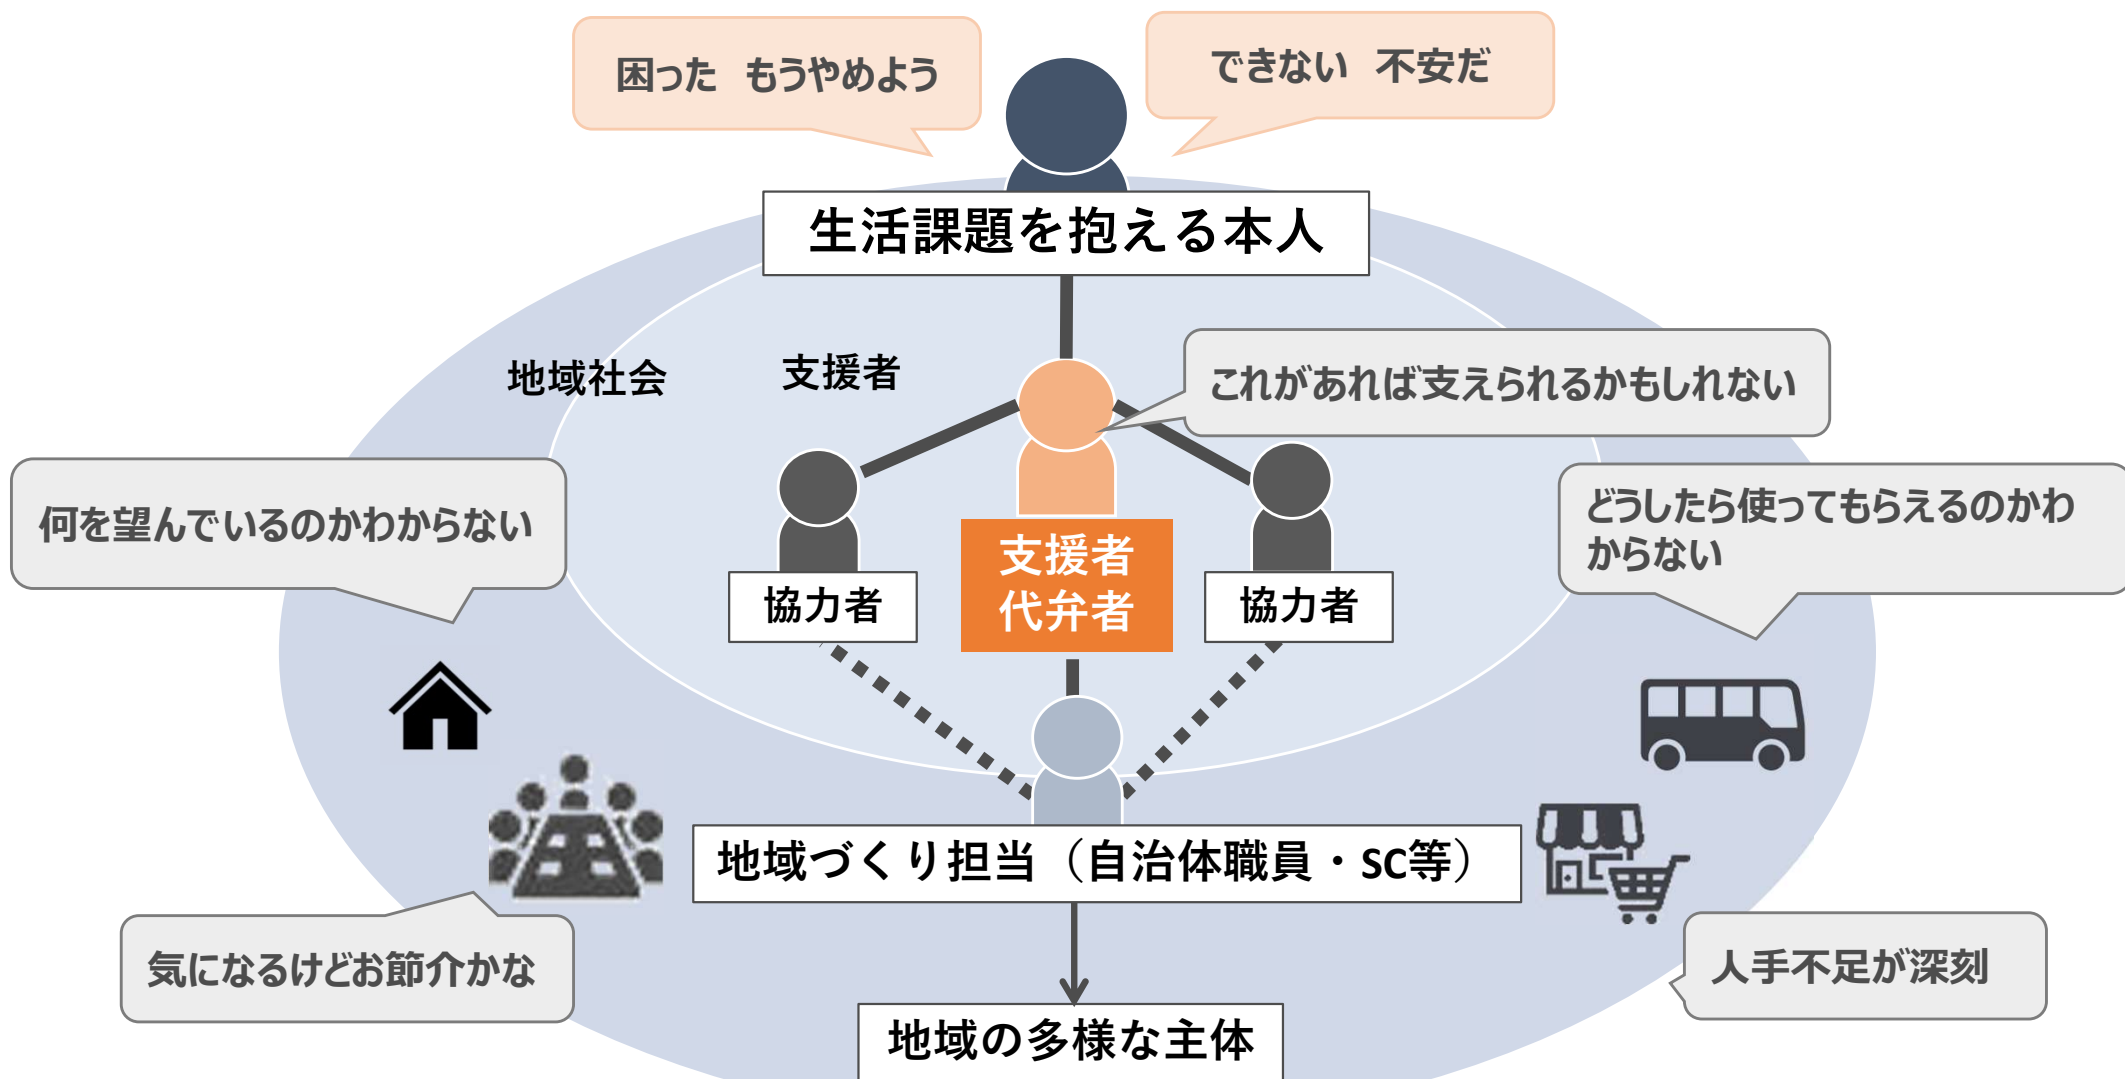 困った　もうやめよう
できない　不安だ
生活課題を抱える本人
地域社会
支援者
これがあれば支えられるかもしれない
何を望んでいるのかわからない
どうしたら使ってもらえるのかわ
からない
支援者
代弁者
協力者
協力者
地域づくり担当（自治体職員・SC等）
気になるけどお節介かな
人手不足が深刻
地域の多様な主体